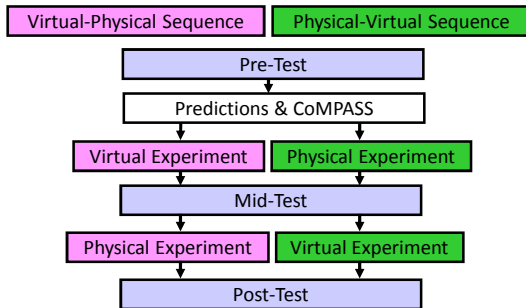 Virtual-Physical Sequence
Physical-Virtual Sequence
Pre-Test
Predictions & CoMPASS
Virtual Experiment
Physical Experiment
Mid-Test
Physical Experiment
Virtual Experiment
Post-Test